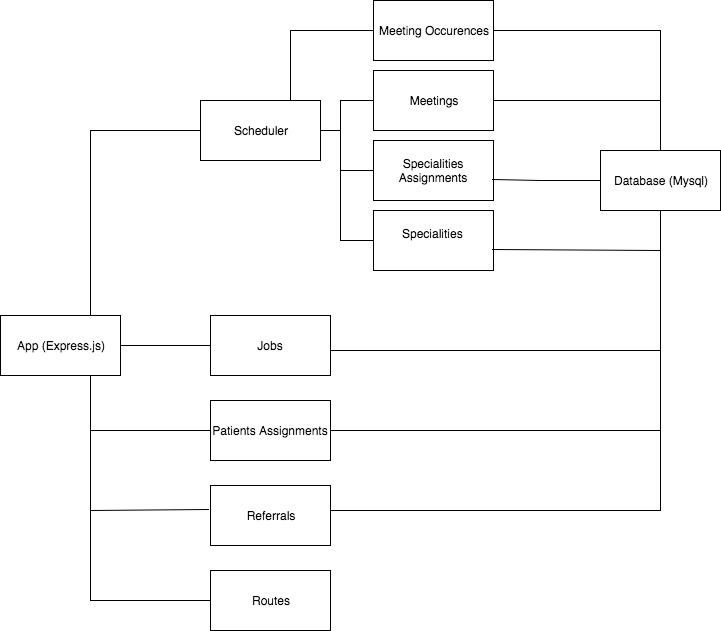 Meeting Occurences
Meetings
Scheduler
Specialities
Assignments
Database (Mysql)
Specialities
App (Express.js)
Jobs
Patients Assignments
Referrals
Routes